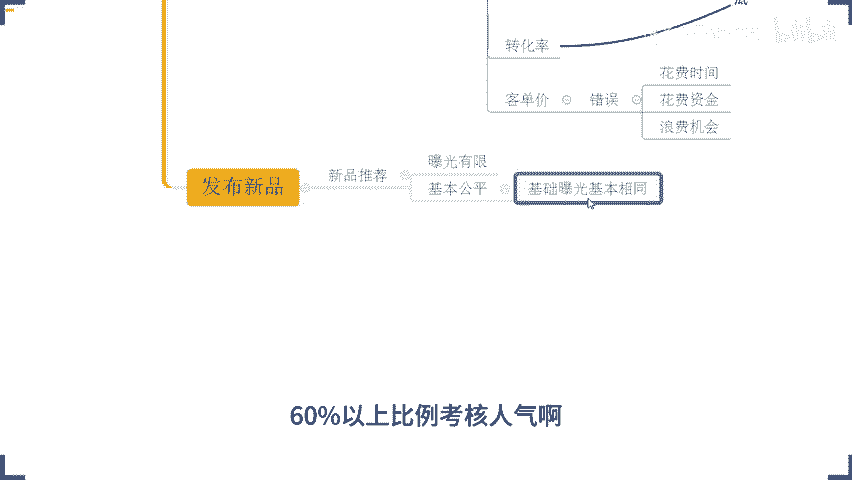 转化率
花费时间
客单价
错误
花费资金
浪费机会
曝光有限
新品推荐
发布新品
基本公平
基础曝光基本相同
60%以上比例考核人气啊